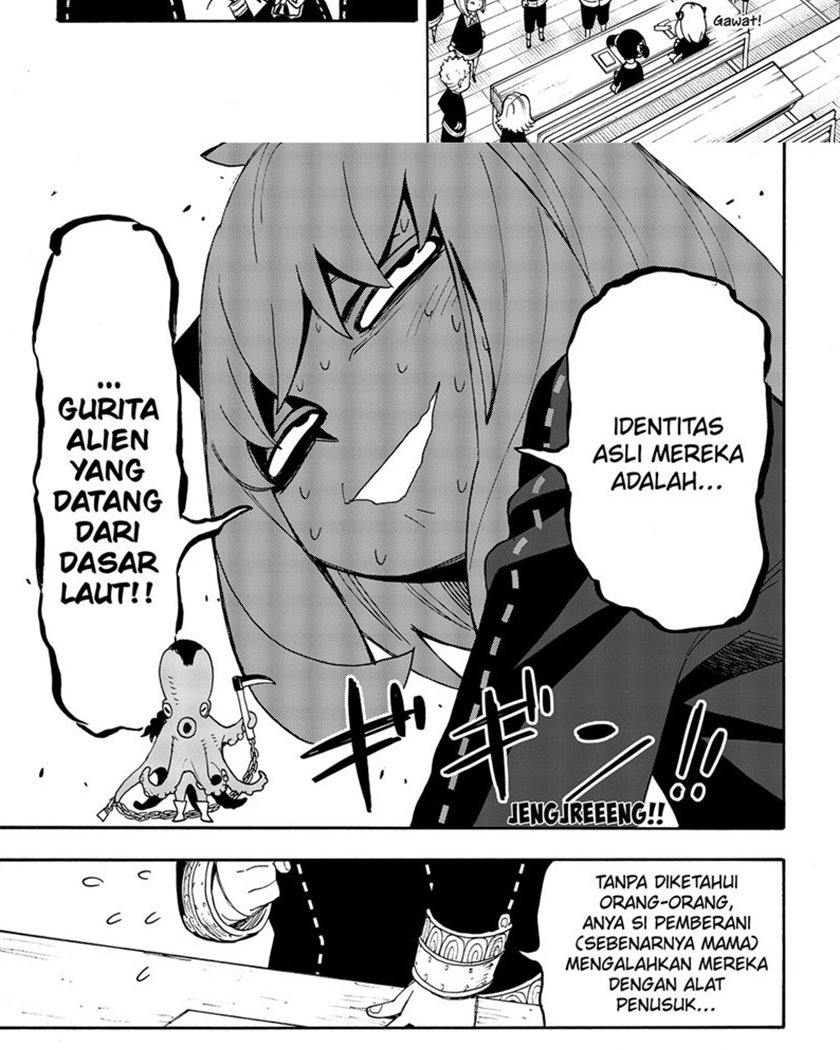 Gawat!
IDENTITAS
ASLI MEREKA
ADALAH...
...
GURITA
ALIEN
YANG
DATANG
DARI
DASAR
LAUT!!
ギギン!!
JENGJREEENG!!
TANPA DIKETAHUI
ORANG-ORANG,
ANYA SI PEMBERANI
(SEBENARNYA MAMA)
MENGALAHKAN MEREKA
DENGAN ALAT
PENUSUK...